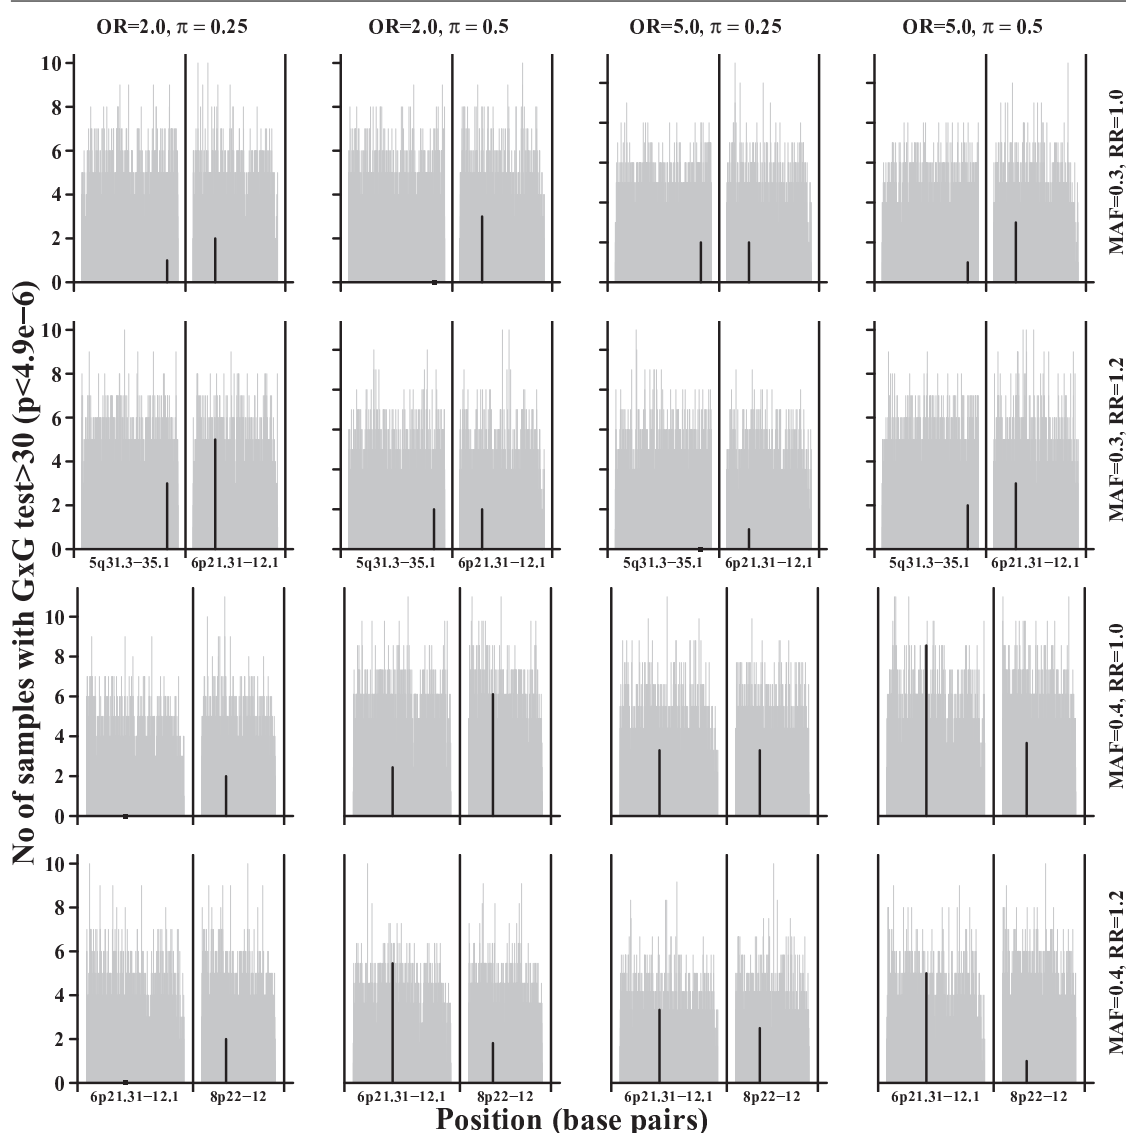 OR=2.0, π = 0.25
OR=2.0, π = 0.5
OR=5.0, π = 0.25
OR=5.0, π = 0.5
No of samples with GxG test>30 (p<4.9e−6)
10
8
6
4
2
0
MAF=0.3, RR=1.0
10
8
6
4
2
0
MAF=0.3, RR=1.2
5q31.3−35.1
6p21.31−12.1
5q31.3−35.1
6p21.31−12.1
5q31.3−35.1
6p21.31−12.1
5q31.3−35.1
6p21.31−12.1
10
8
6
4
2
0
MAF=0.4, RR=1.0
10
8
6
4
2
0
MAF=0.4, RR=1.2
6p21.31−12.1
8p22−12
6p21.31−12.1
8p22−12
6p21.31−12.1
8p22−12
6p21.31−12.1
8p22−12
Position (base pairs)